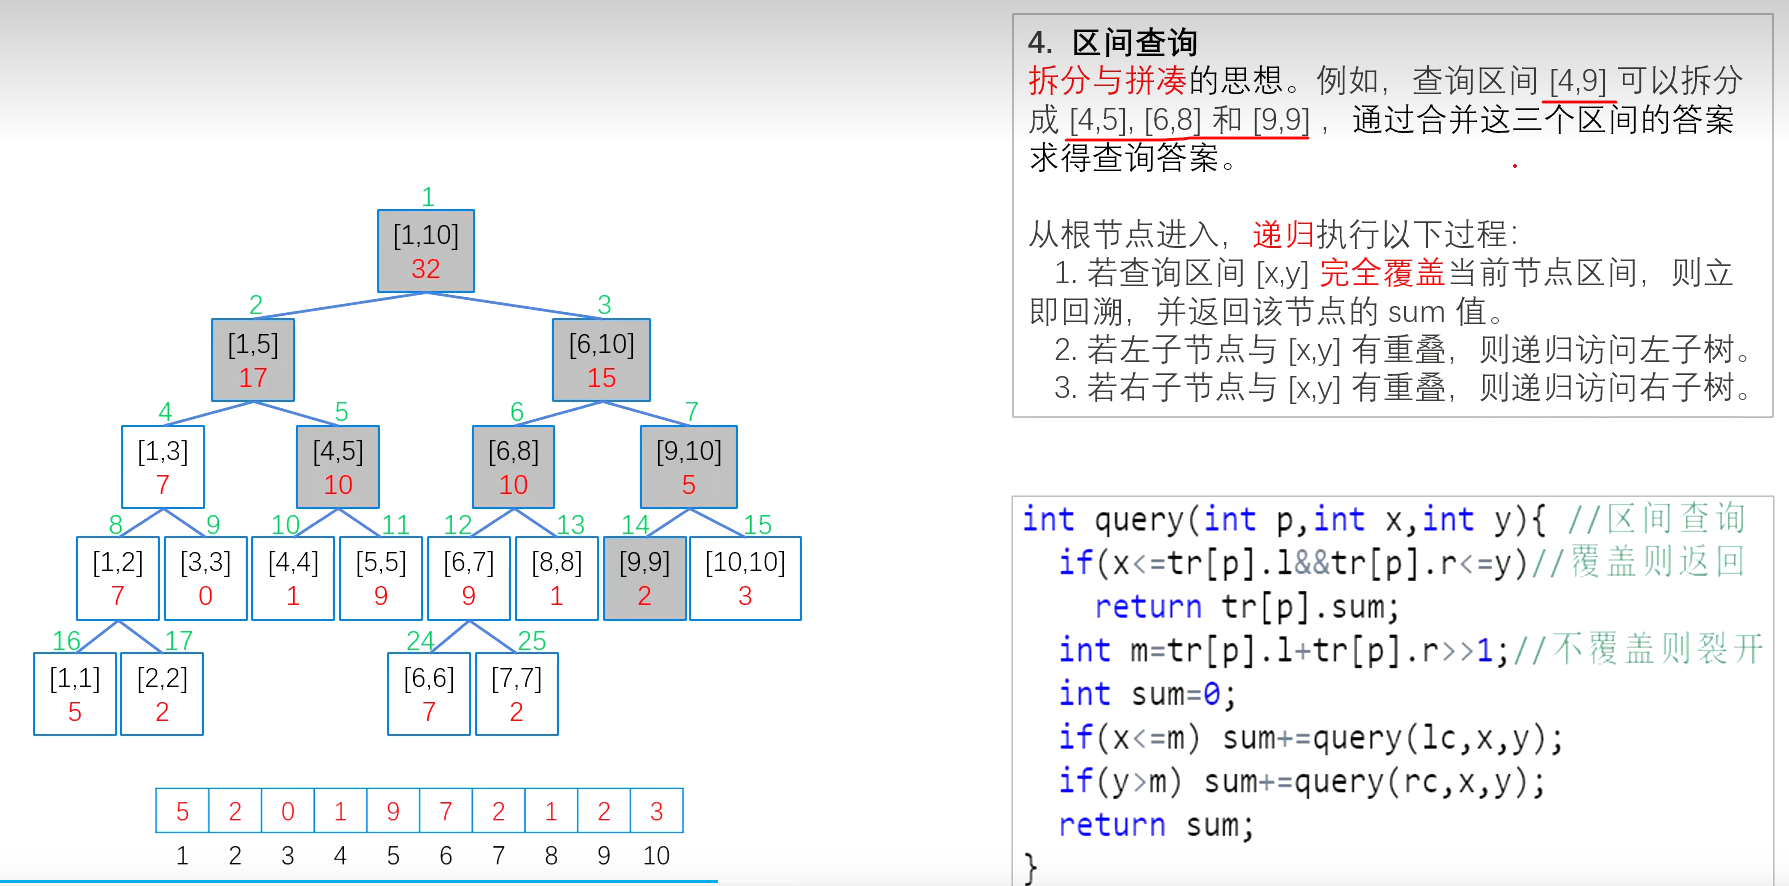 4. 区间查询
拆分与拼凑的思想。例如，查询区间 [4,9] 可以拆分
成 [4,5], [6,8] 和 [9,9] ，通过合并这三个区间的答案
求得查询答案。
从根节点进入，递归执行以下过程：
1. 若查询区间 [x,y] 完全覆盖当前节点区间，则立
即回溯，并返回该节点的 sum 值。
2. 若左子节点与 [x,y] 有重叠，则递归访问左子树。
3. 若右子节点与 [x,y] 有重叠，则递归访问右子树。
1
[1,10]
32
2 3
[1,5] [6,10]
17 15
4 5 6 7
[1,3] [4,5] [6,8] [9,10]
7 10 10 5
8 9 10 11 12 13 14 15
[1,2] [3,3] [4,4] [5,5] [6,7] [8,8] [9,9] [10,10]
7 0 1 9 9 1 2 3
16 17 24 25
[1,1] [2,2] [6,6] [7,7]
5 2 7 2
5 2 0 1 9 7 2 1 2 3
1 2 3 4 5 6 7 8 9 10
int query(int p,int x,int y){ //区间查询
if(x<=tr[p].l&&tr[p].r<=y)//覆盖则返回
return tr[p].sum;
int m=tr[p].l+tr[p].r>>1;//不覆盖则裂开
int sum=0;
if(x<=m) sum+=query(lc,x,y);
if(y>m) sum+=query(rc,x,y);
return sum;
}